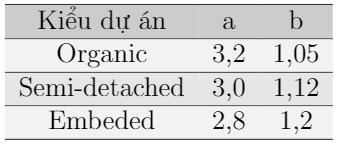 Kiểu dự án a b
Organic 3,2 1,05
Semi-detached 3,0 1,12
Embeded 2,8 1,2